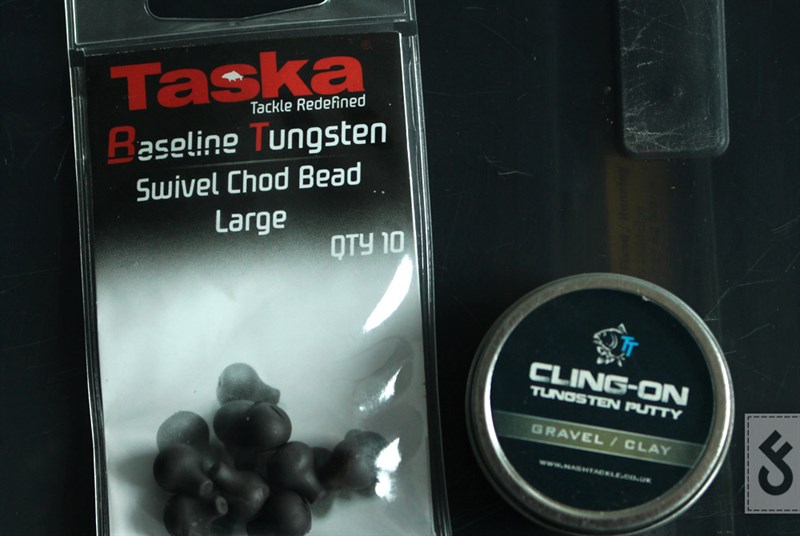 Taska
Tackle Redefined
Baseline Tungsten
Swivel Chod Bead
Large
QTY 10
TT
CLING-ON
TUNGSTEN PUTTY
GRAVEL / CLAY
WWW.NASHTACKLE.CO.UK